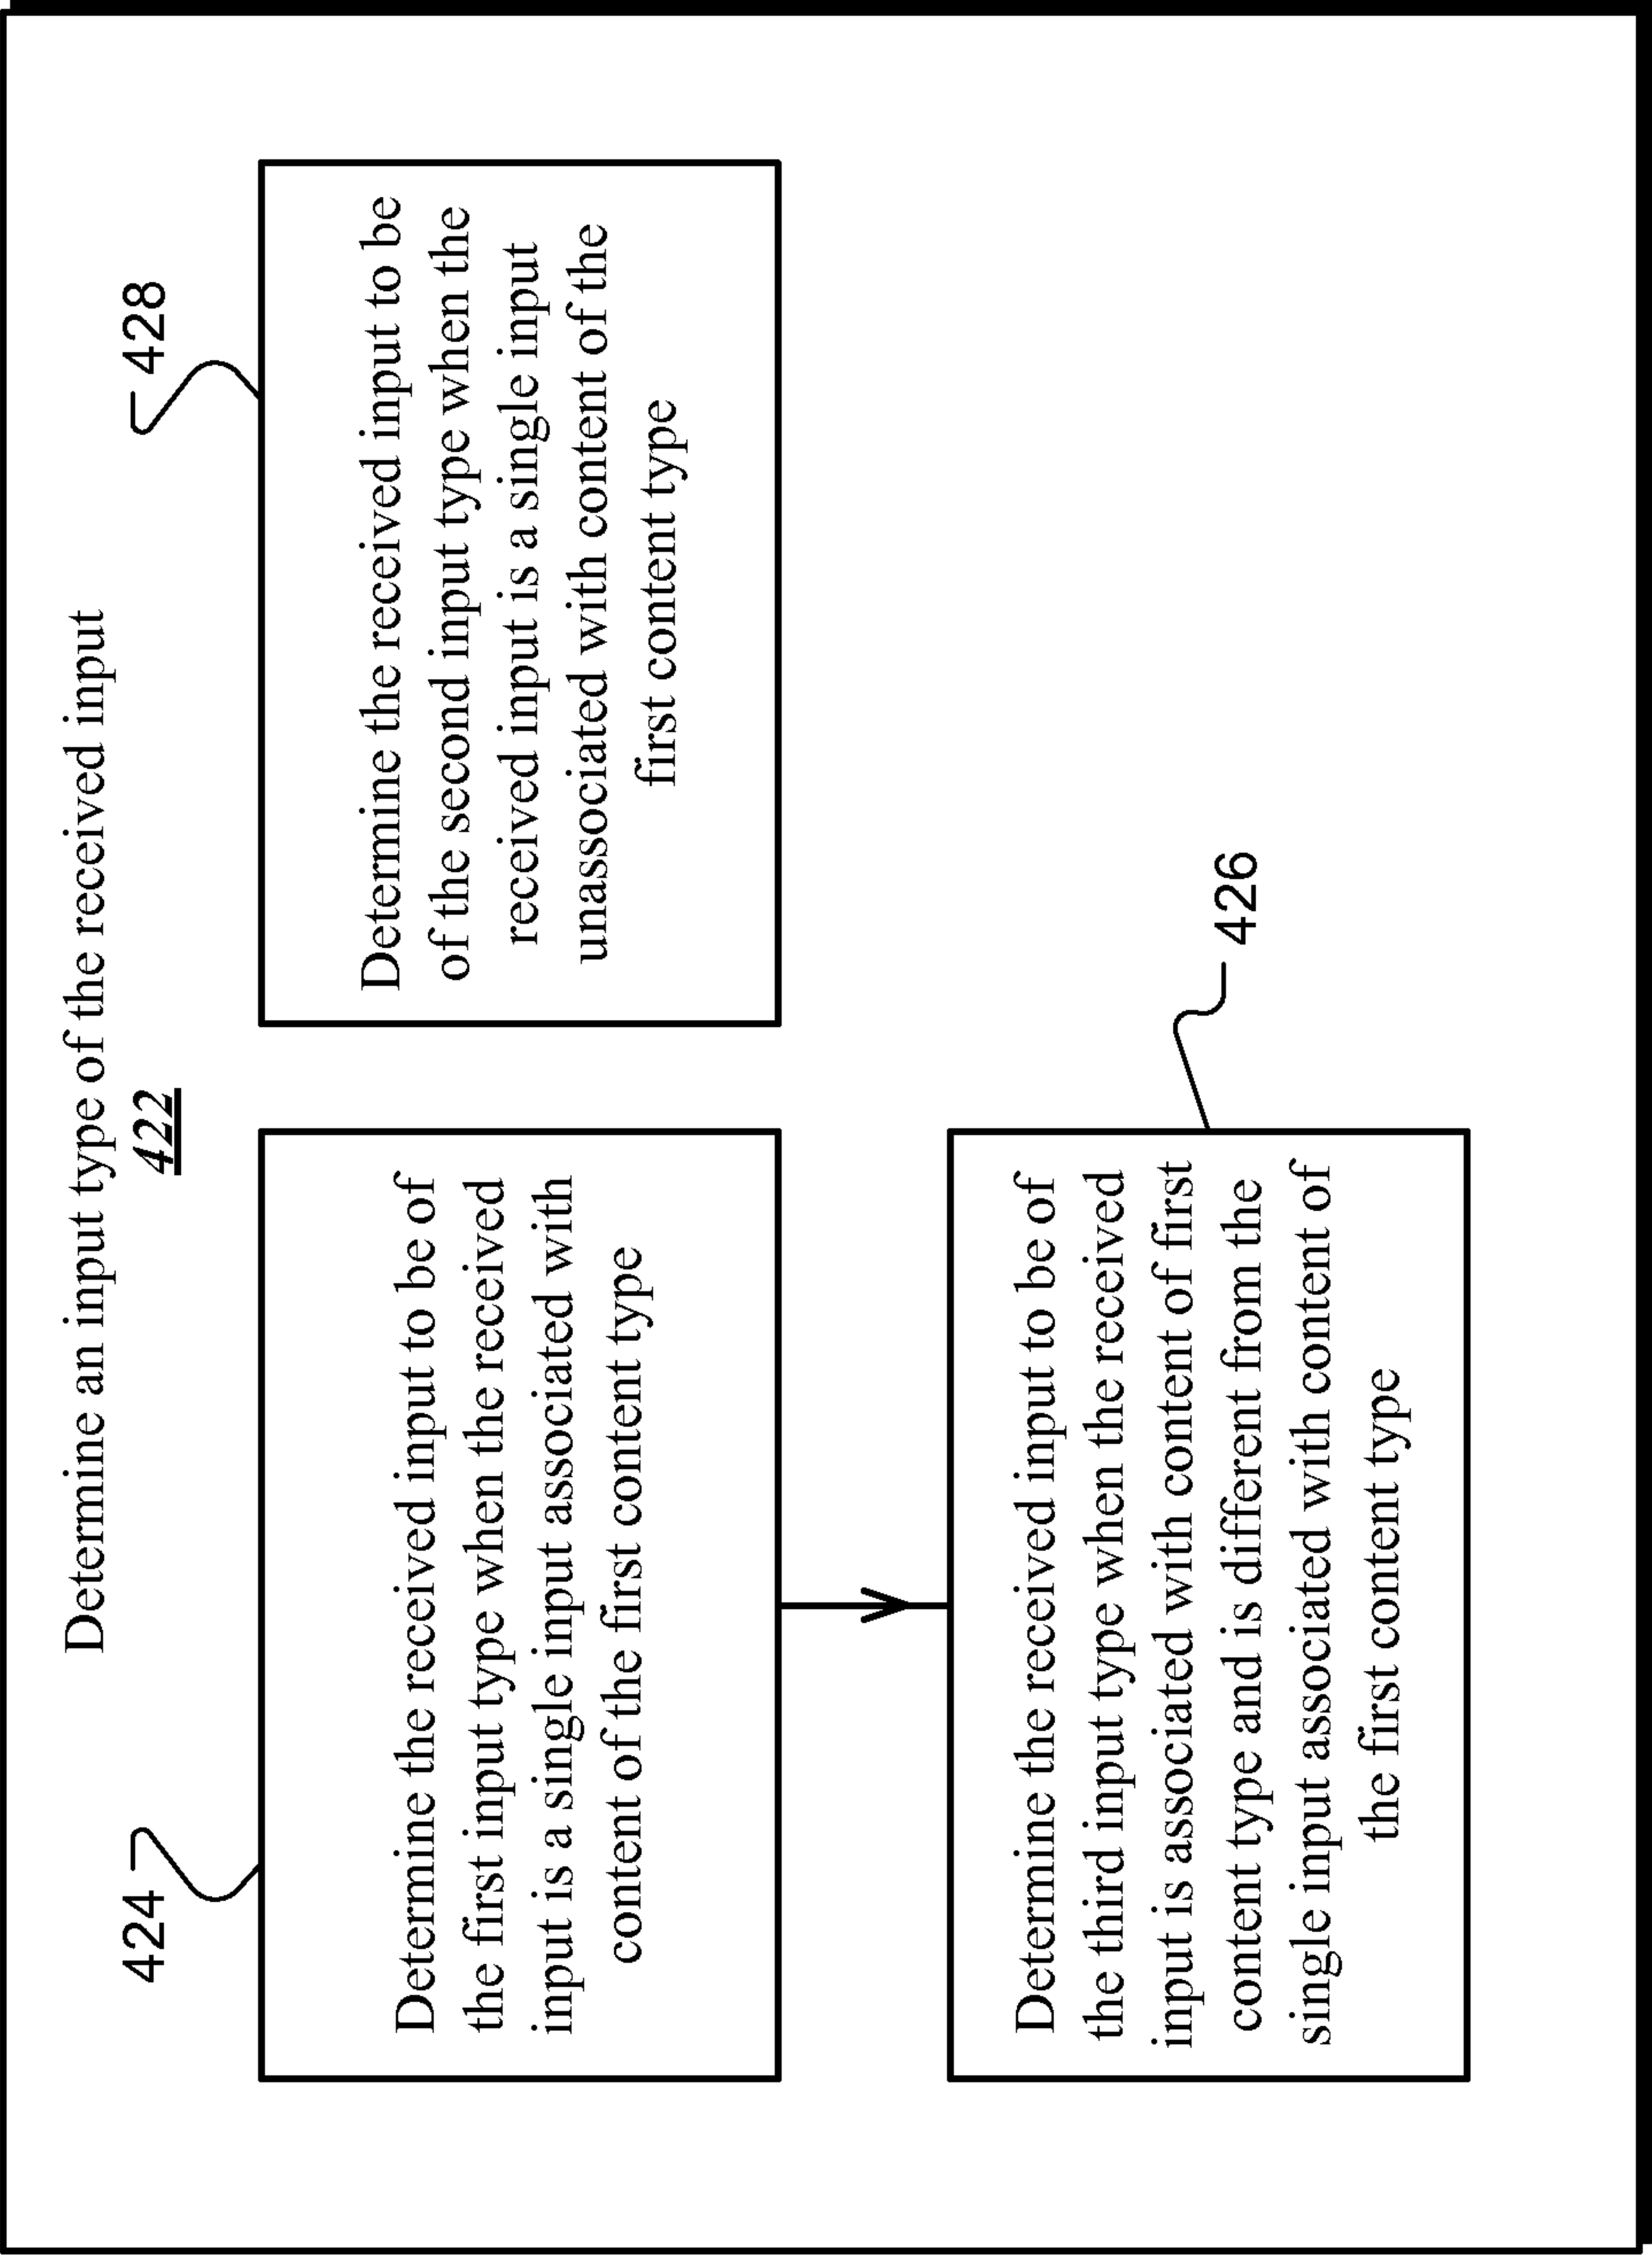 Determine an input type of the received input
422
424
Determine the received input to be of
the first input type when the received
input is a single input associated with
content of the first content type
428
Determine the received input to be
of the second input type when the
received input is a single input
unassociated with content of the
first content type
426
Determine the received input to be of
the third input type when the received
input is associated with content of first
content type and is different from the
single input associated with content of
the first content type